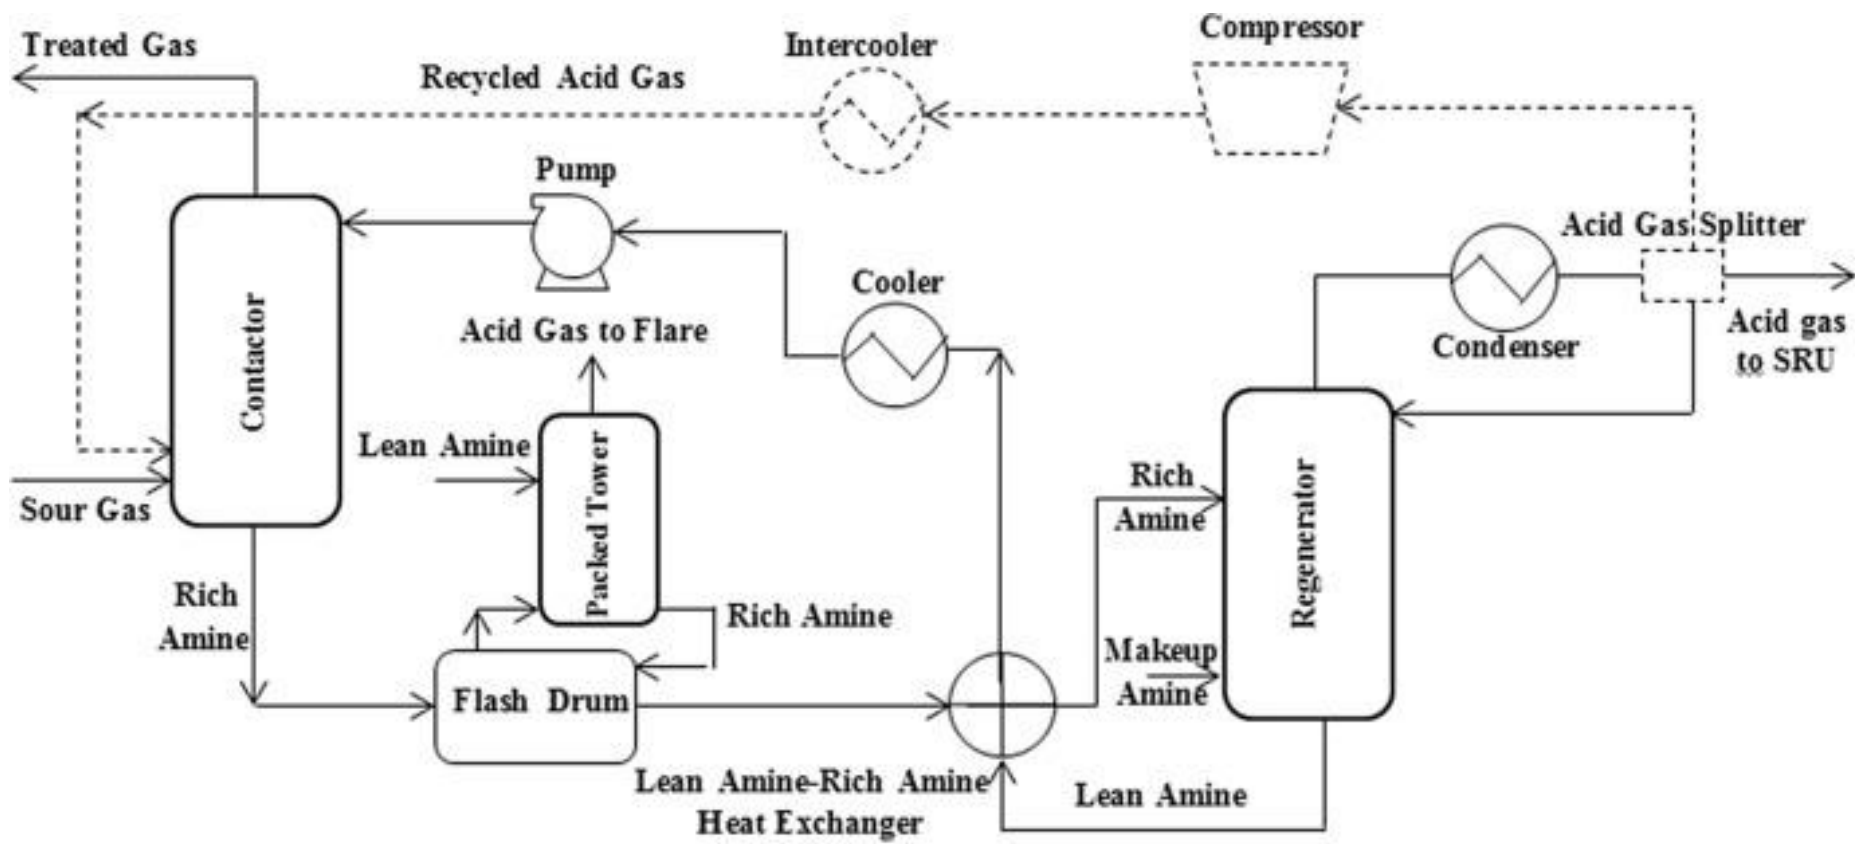 Treated Gas
Recycled Acid Gas
Intercooler
Compressor
Pump
Acid Gas Splitter
Cooler
Condenser
Acid gas
to SRU
Acid Gas to Flare
Contactor
Lean Amine
Packed Tower
Sour Gas
Rich
Amine
Rich
Amine
Regenerator
Rich Amine
Makeup
Amine
Flash Drum
Lean Amine-Rich Amine
Heat Exchanger
Lean Amine